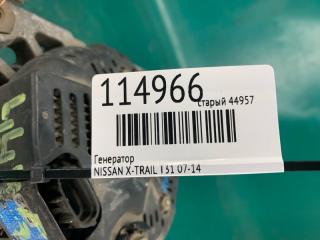 114966
старый 44957
Генератор
NISSAN X-TRAIL T31 07-14